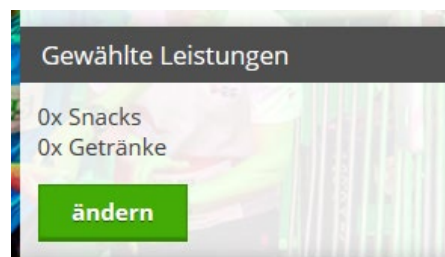 Gewählte Leistungen
0x Snacks
0x Getränke
ändern